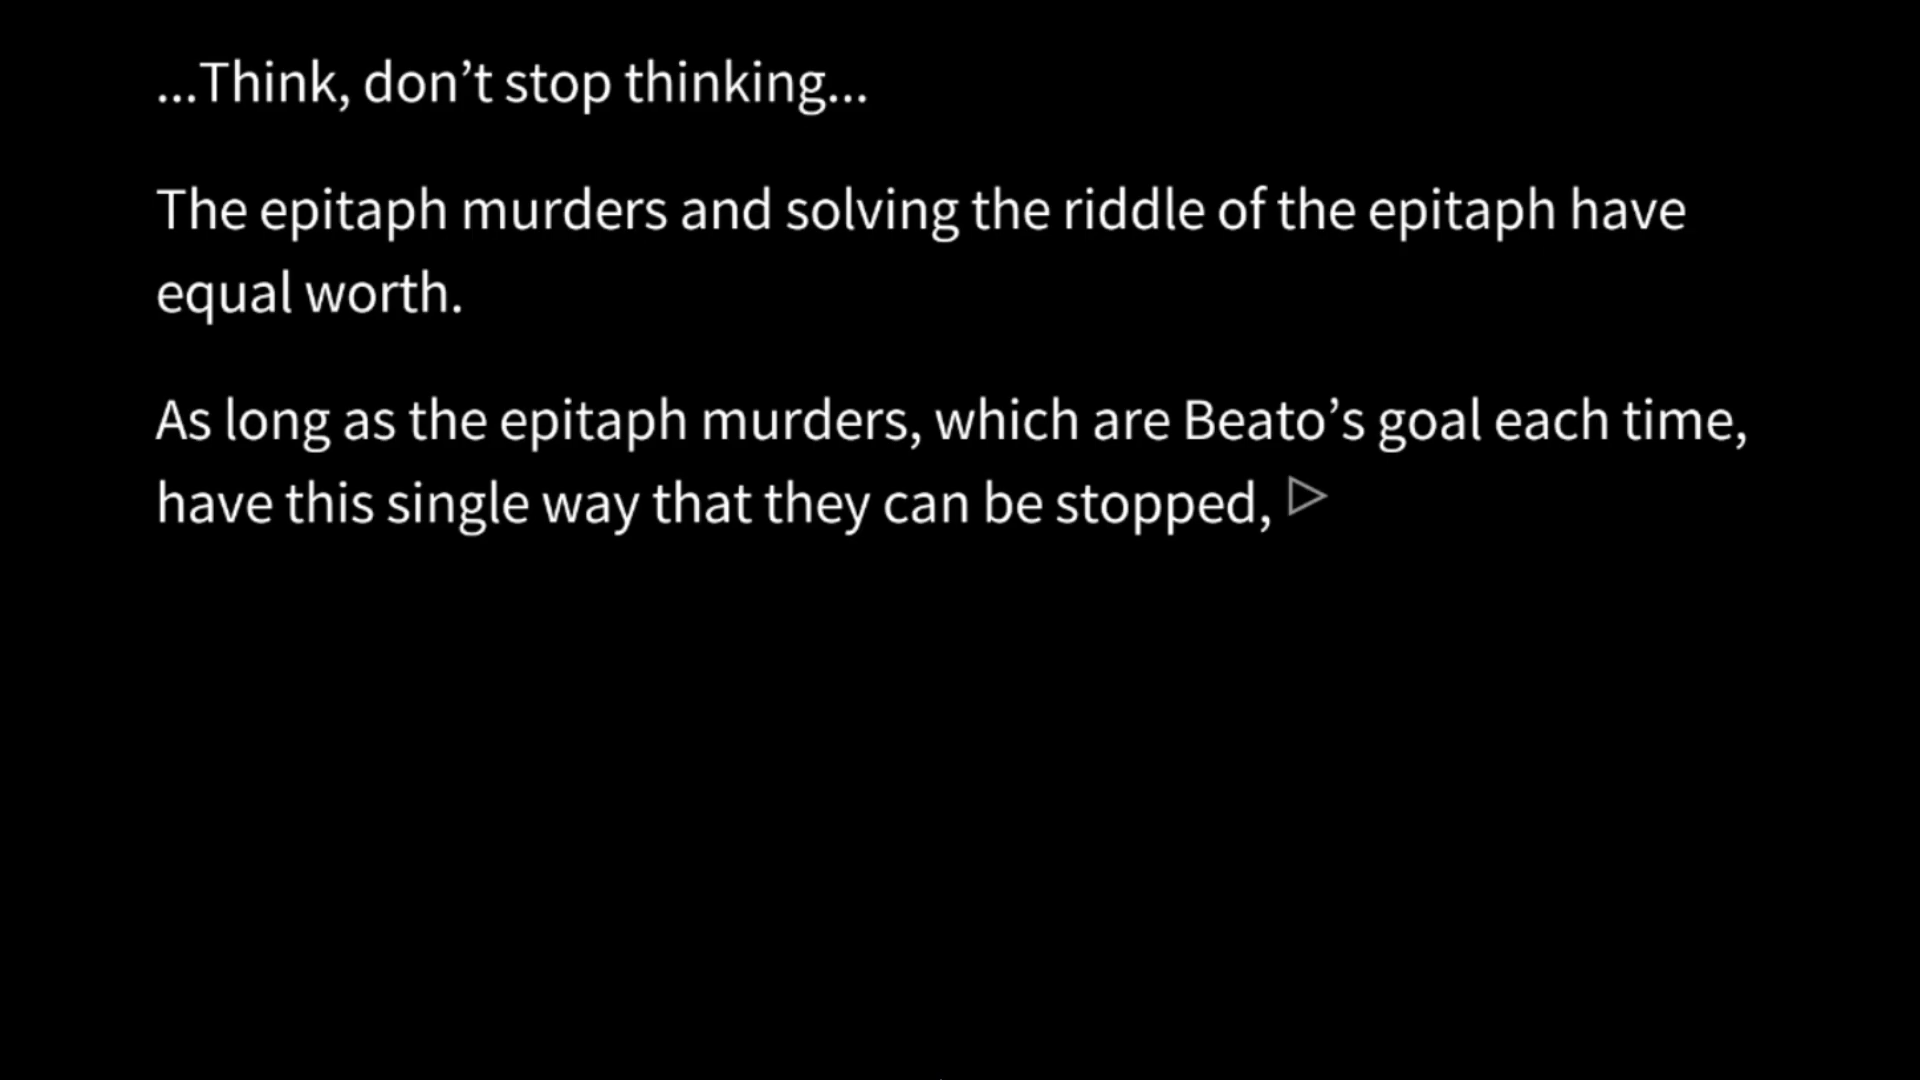 ...Think, don’t stop thinking...
The epitaph murders and solving the riddle of the epitaph have
equal worth.
As long as the epitaph murders, which are Beato’s goal each time,
have this single way that they can be stopped,